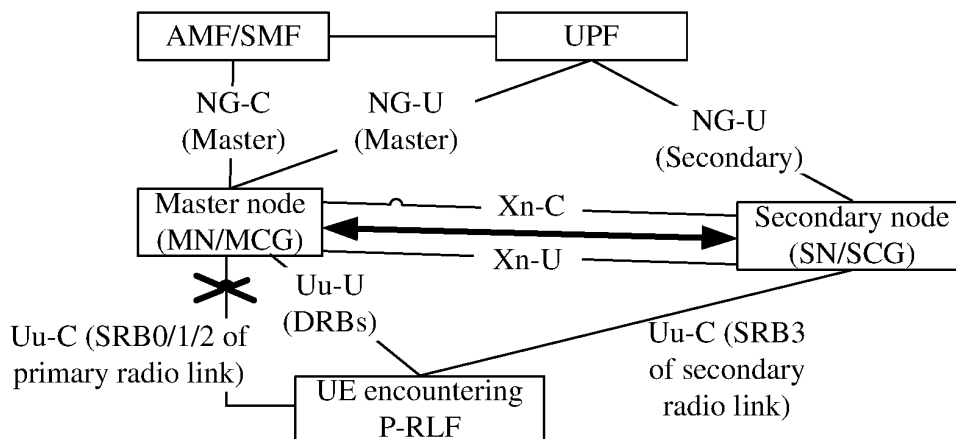 AMF/SMF
UPF
NG-C
(Master)
NG-U
(Master)
NG-U
(Secondary)
Master node
(MN/MCG)
Xn-C
Xn-U
Secondary node
(SN/SCG)
Uu-U
(DRBs)
Uu-C (SRB0/1/2 of
primary radio link)
Uu-C (SRB3
of secondary
radio link)
UE encountering
P-RLF